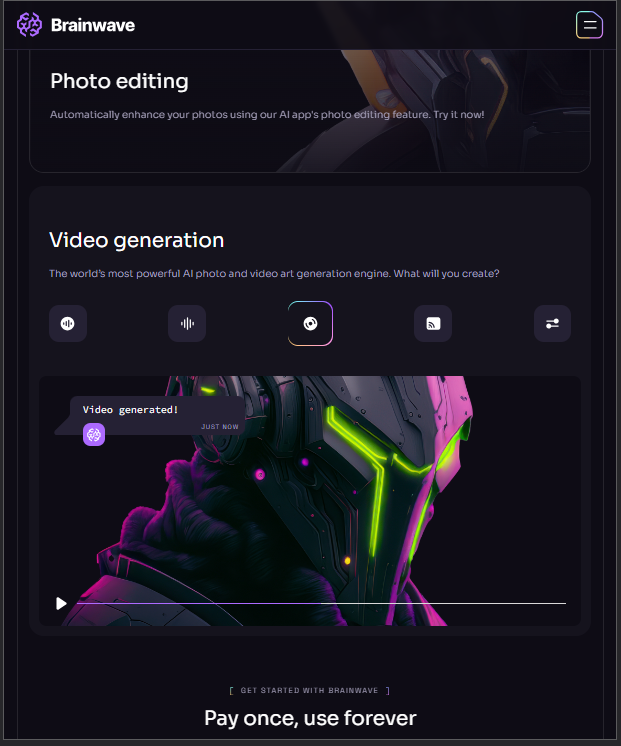 Brainwave
Photo editing
Automatically enhance your photos using our AI app's photo editing feature. Try it now!
Video generation
The world's most powerful AI photo and video art generation engine. What will you create?
Video generated!
JUST NOW
[ GET STARTED WITH BRAINWAVE ]
Pay once, use forever